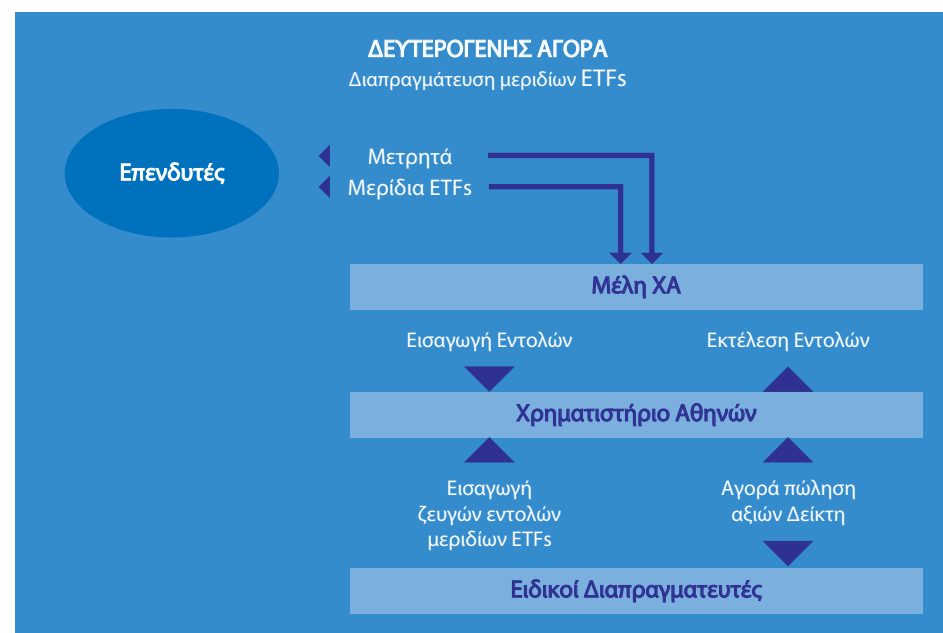 ΔΕΥΤΕΡΟΓΕΝΗΣ ΑΓΟΡΑ
Διαπραγμάτευση μεριδίων ETFs
Επενδυτές
Μετρητά
Μερίδια ETFs
Μέλη ΧΑ
Εισαγωγή Εντολών
Εκτέλεση Εντολών
Χρηματιστήριο Αθηνών
Εισαγωγή
ζευγών εντολών
μεριδίων ETFs
Αγορά πώληση
αξιών Δείκτη
Ειδικοί Διαπραγματευτές